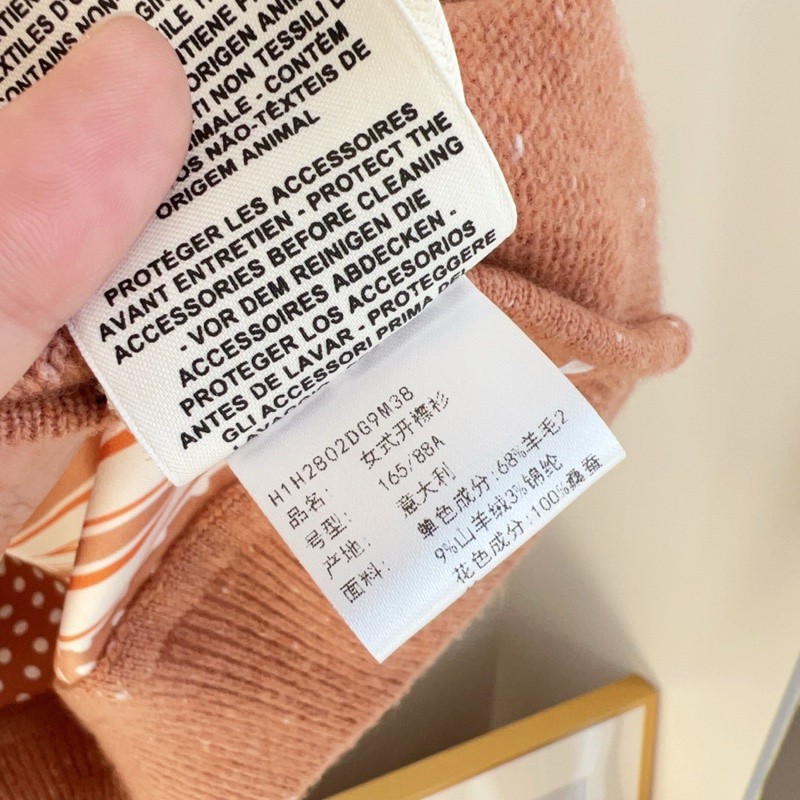 CONTAINS NON
ORIGEN ANIM
TI NON TESSILI D
MALE - CONTÉM
OS NÃO-TÊXTEIS DE
ORIGEM ANIMAL
PROTÉGER LES ACCESSOIRES
AVANT ENTRETIEN - PROTECT THE
ACCESSORIES BEFORE CLEANING
- VOR DEM REINIGEN DIE
ACCESSOIRES ABDECKEN -
PROTEGER LOS ACCESORIOS
ANTES DE LAVAR - PROTEGGERE
GLI ACCESSORI PRIMA DEL
H1H2802DG9M38
品名: 女式开襟衫
号型: 165/88A
产地: 意大利
面料: 单色成分:68%羊毛2
9%山羊绒3%锦纶
花色成分:100%桑蚕